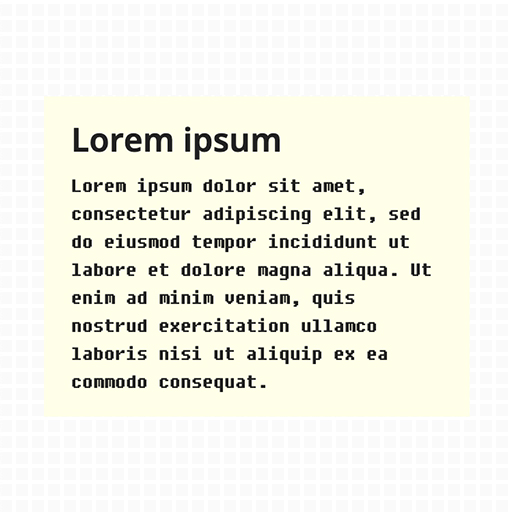 Lorem ipsum
Lorem ipsum dolor sit amet,
consectetur adipiscing elit, sed
do eiusmod tempor incididunt ut
labore et dolore magna aliqua. Ut
enim ad minim veniam, quis
nostrud exercitation ullamco
laboris nisi ut aliquip ex ea
commodo consequat.